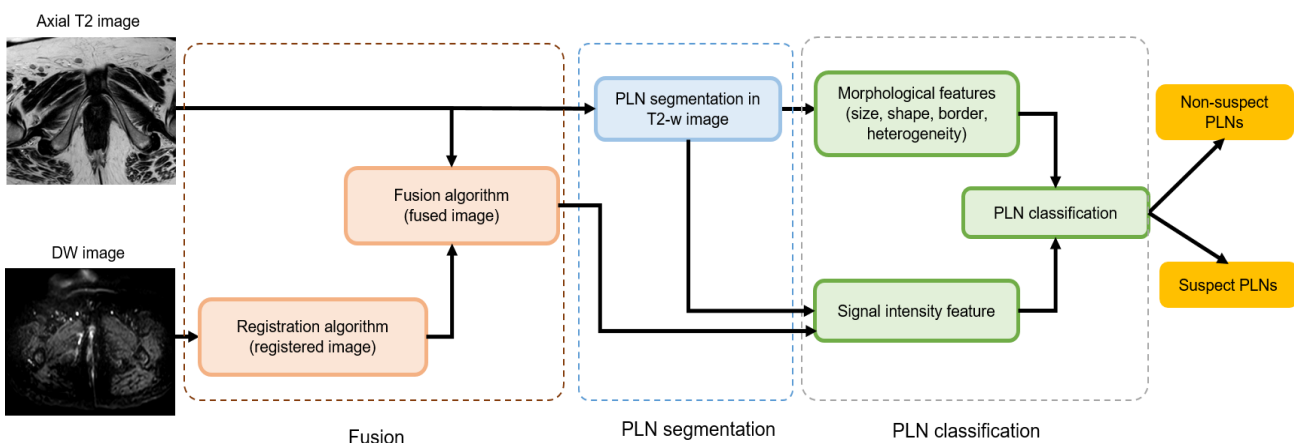 Axial T2 image
DW image
Registration algorithm
(registered image)
Fusion algorithm
(fused image)
Fusion
PLN segmentation in
T2-w image
PLN segmentation
Morphological features
(size, shape, border,
heterogeneity)
Signal intensity feature
PLN classification
PLN classification
Non-suspect
PLNs
Suspect PLNs